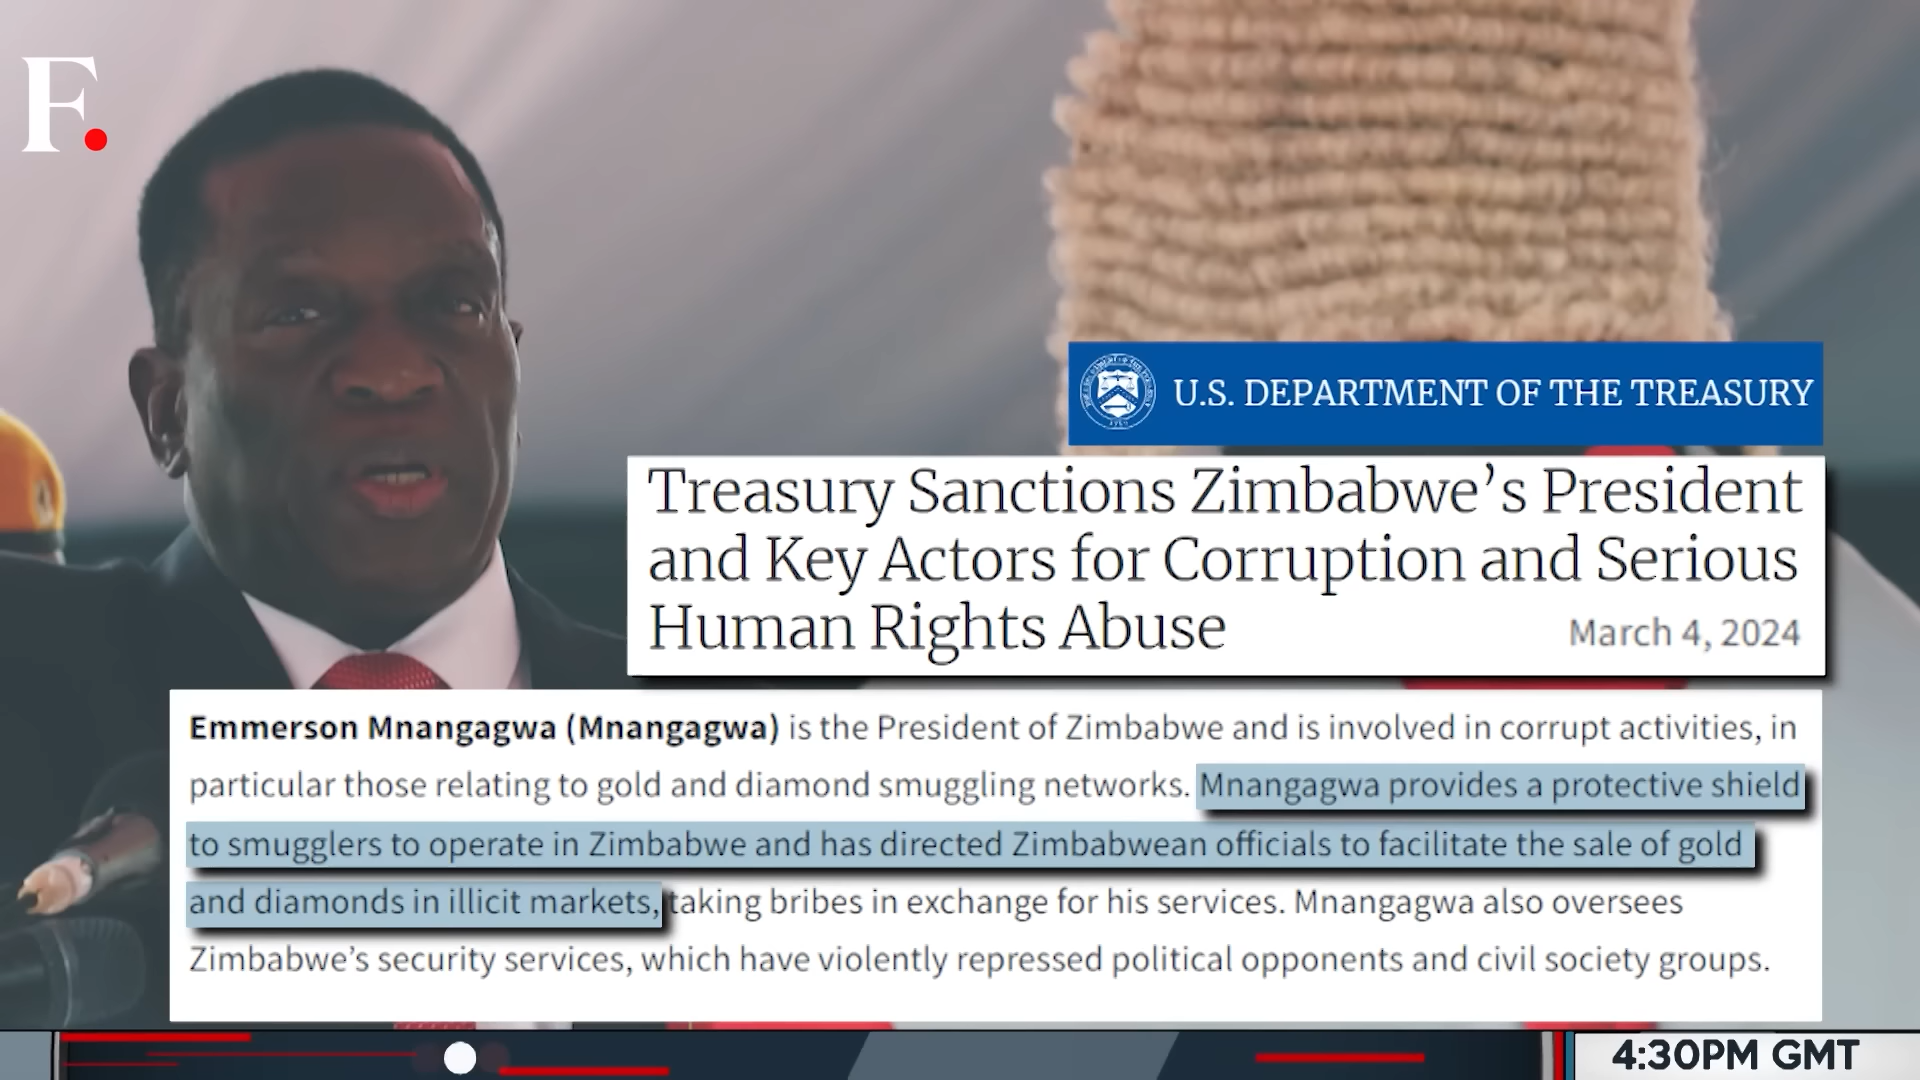 F.
U.S. DEPARTMENT OF THE TREASURY
Treasury Sanctions Zimbabwe’s President
and Key Actors for Corruption and Serious
Human Rights Abuse
March 4, 2024
Emmerson Mnangagwa (Mnangagwa) is the President of Zimbabwe and is involved in corrupt activities, in
particular those relating to gold and diamond smuggling networks. Mnangagwa provides a protective shield
to smugglers to operate in Zimbabwe and has directed Zimbabwean officials to facilitate the sale of gold
and diamonds in illicit markets, taking bribes in exchange for his services. Mnangagwa also oversees
Zimbabwe’s security services, which have violently repressed political opponents and civil society groups.
4:30PM GMT